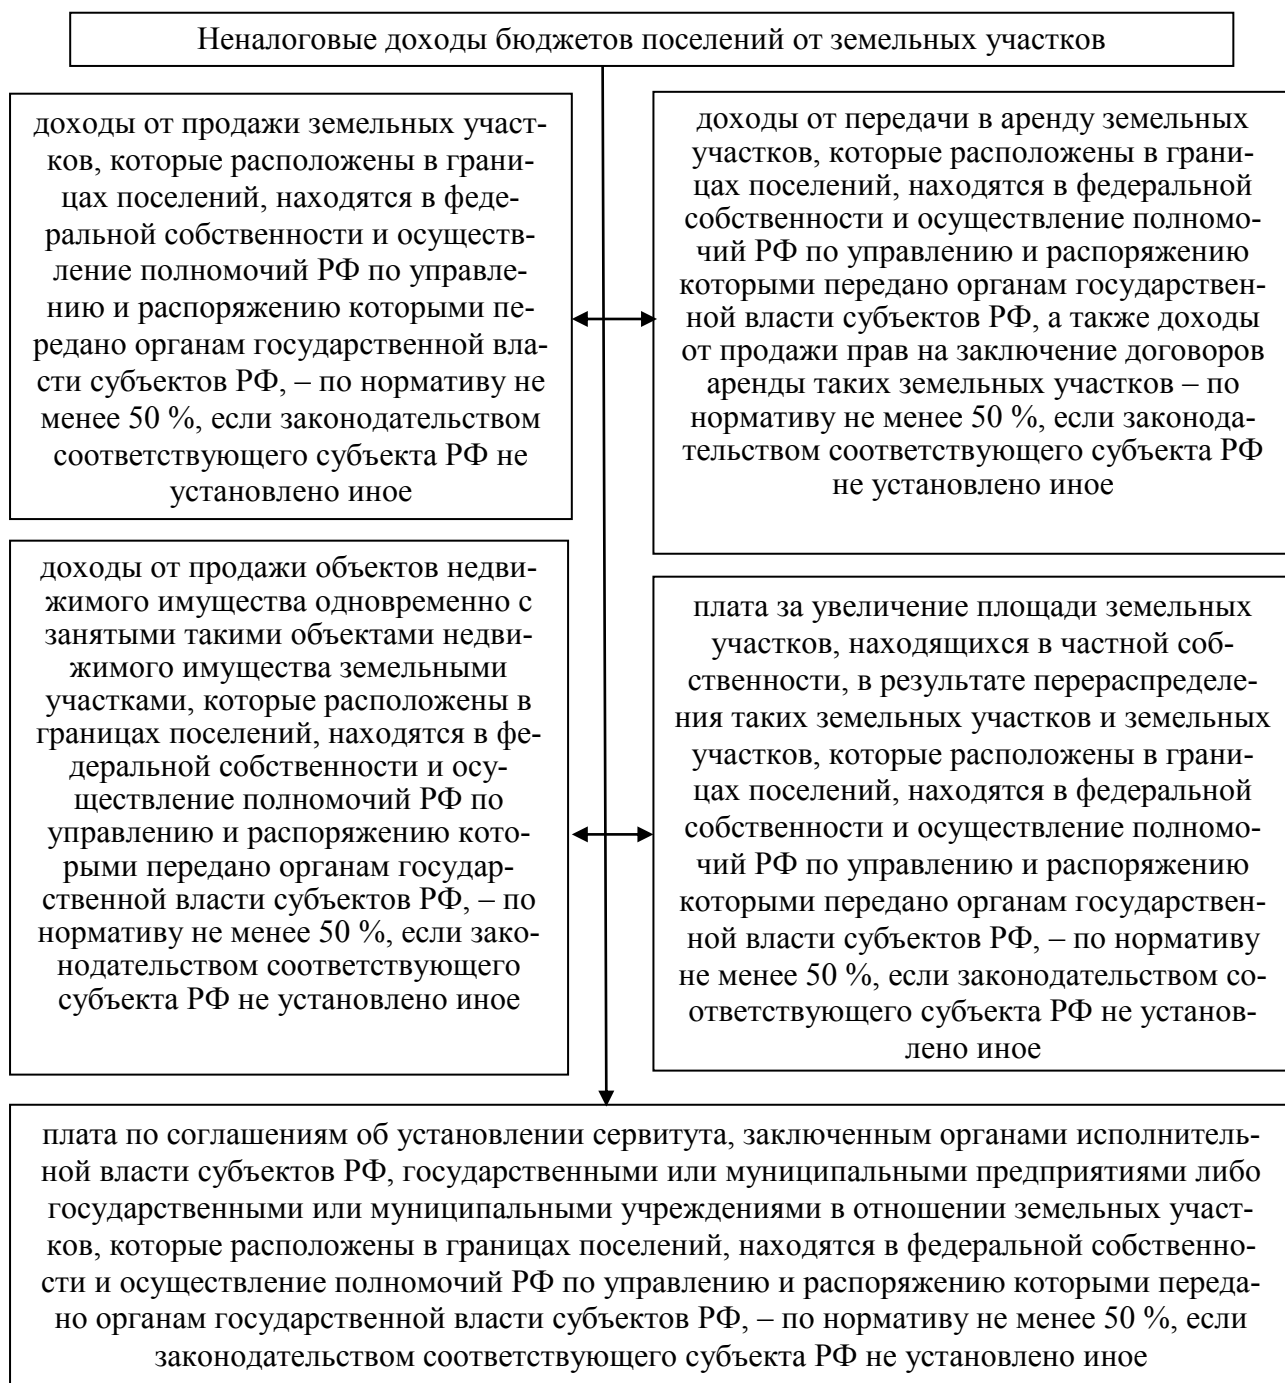 Неналоговые доходы бюджетов поселений от земельных участков
доходы от продажи земельных участ-
ков, которые расположены в грани-
цах поселений, находятся в феде-
ральной собственности и осуществ-
ление полномочий РФ по управле-
нию и распоряжению которыми пе-
редано органам государственной вла-
сти субъектов РФ, – по нормативу не
менее 50 %, если законодательством
соответствующего субъекта РФ не
установлено иное
доходы от передачи в аренду земельных
участков, которые расположены в грани-
цах поселений, находятся в федеральной
собственности и осуществление полномо-
чий РФ по управлению и распоряжению
которыми передано органам государствен-
ной власти субъектов РФ, а также доходы
от продажи прав на заключение договоров
аренды таких земельных участков – по
нормативу не менее 50 %, если законода-
тельством соответствующего субъекта РФ
не установлено иное
доходы от продажи объектов недви-
жимого имущества одновременно с
занятыми такими объектами недви-
жимого имущества земельными
участками, которые расположены в
границах поселений, находятся в фе-
деральной собственности и осу-
ществление полномочий РФ по
управлению и распоряжению кото-
рыми передано органам государ-
ственной власти субъектов РФ, – по
нормативу не менее 50 %, если зако-
нодательством соответствующего
субъекта РФ не установлено иное
плата за увеличение площади земельных
участков, находящихся в частной соб-
ственности, в результате перераспределе-
ния таких земельных участков и земельных
участков, которые расположены в грани-
цах поселений, находятся в федеральной
собственности и осуществление полномо-
чий РФ по управлению и распоряжению
которыми передано органам государствен-
ной власти субъектов РФ, – по нормативу
не менее 50 %, если законодательством со-
ответствующего субъекта РФ не установ-
лено иное
плата по соглашениям об установлении сервитута, заключенным органами исполнитель-
ной власти субъектов РФ, государственными или муниципальными предприятиями либо
государственными или муниципальными учреждениями в отношении земельных участ-
ков, которые расположены в границах поселений, находятся в федеральной собственно-
сти и осуществление полномочий РФ по управлению и распоряжению которыми переда-
но органам государственной власти субъектов РФ, – по нормативу не менее 50 %, если
законодательством соответствующего субъекта РФ не установлено иное